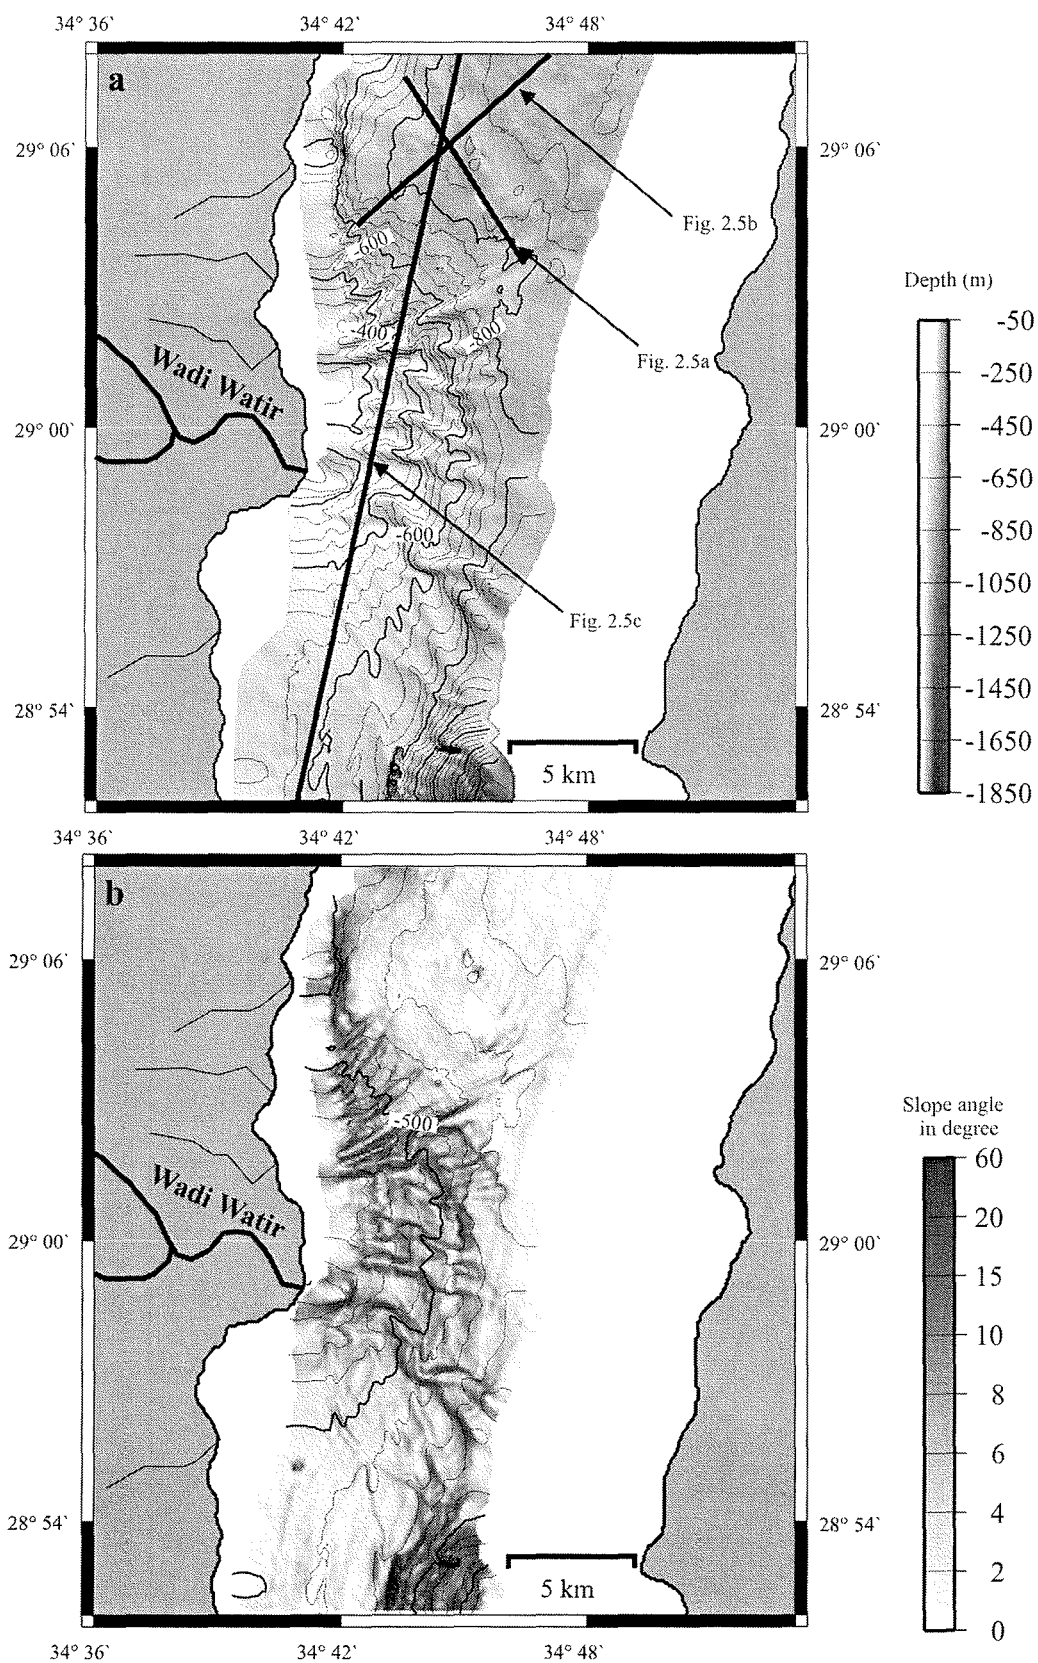 34° 36` 34° 42` 34° 48`
a
29° 06` 29° 06`
Fig. 2.5b
-600
Depth (m)
-50
-400 -500
Fig. 2.5a
-250
Wadi Watir
29° 00` 29° 00`
-450
-650
-600
-850
-1050
Fig. 2.5c
-1250
-1450
28° 54` 28° 54`
-1650
5 km
-1850
34° 36` 34° 42` 34° 48`
b
29° 06` 29° 06`
Slope angle
in degree
-500
60
Wadi Watir
20
29° 00` 29° 00`
15
10
8
6
28° 54` 28° 54`
4
2
5 km
0
34° 36` 34° 42` 34° 48`